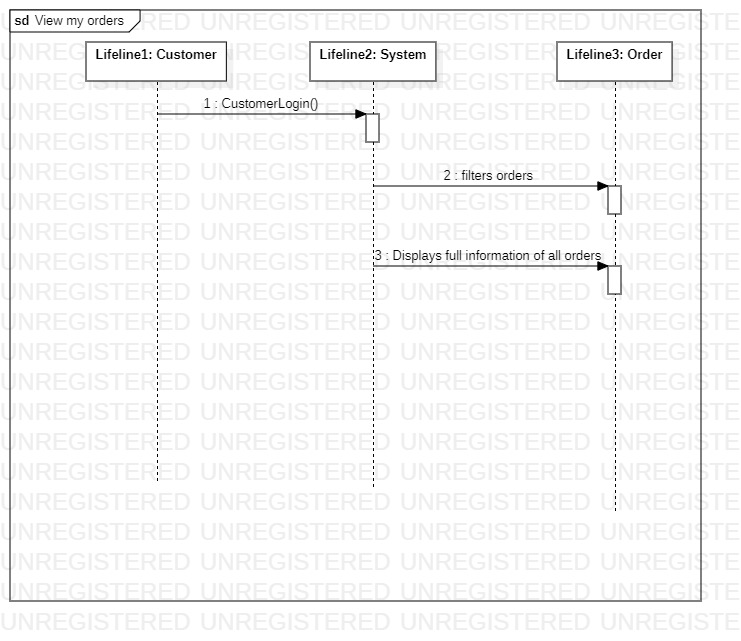 sd View my orders
Lifeline1: Customer
Lifeline2: System
Lifeline3: Order
1 : CustomerLogin()
2 : filters orders
3 : Displays full information of all orders
UNREGISTERED UNREGISTERED UNREGISTERED UNREGISTERED